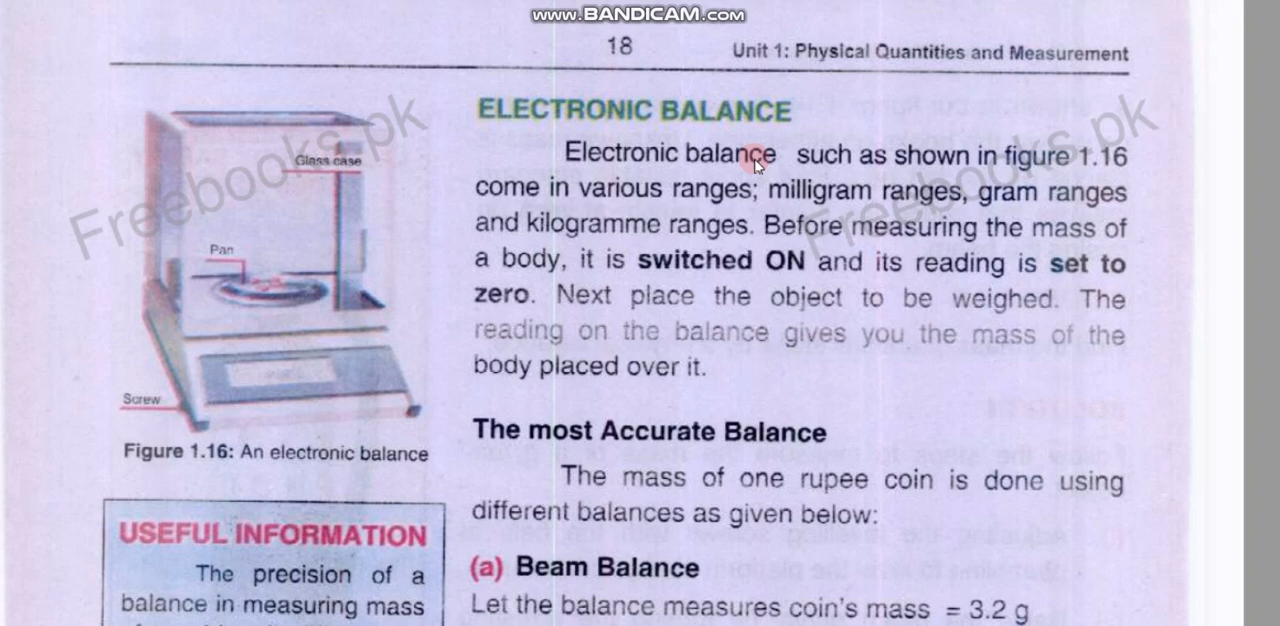 www.BANDICAM.com
18
Unit 1: Physical Quantities and Measurement
Freebooks.pk
Freebooks.pk
Glass case
Pan
Screw
Figure 1.16: An electronic balance
USEFUL INFORMATION
The precision of a
balance in measuring mass
ELECTRONIC BALANCE
Electronic balance such as shown in figure 1.16
come in various ranges; milligram ranges, gram ranges
and kilogramme ranges. Before measuring the mass of
a body, it is switched ON and its reading is set to
zero. Next place the object to be weighed. The
reading on the balance gives you the mass of the
body placed over it.
The most Accurate Balance
The mass of one rupee coin is done using
different balances as given below:
(a) Beam Balance
Let the balance measures coin's mass = 3.2 g